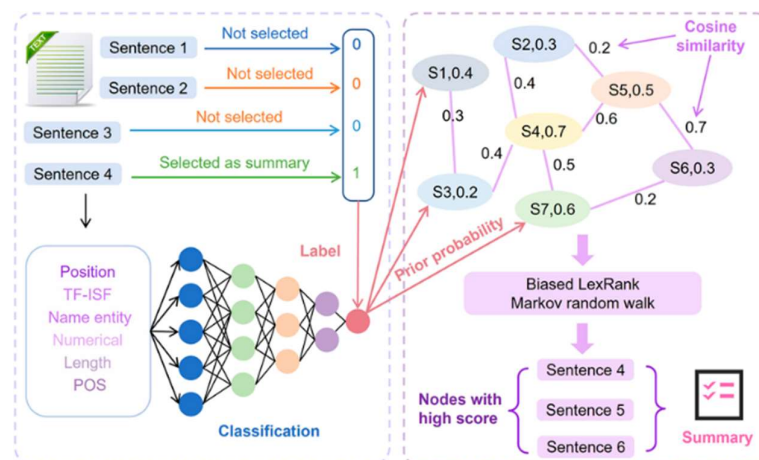 TEXT
Sentence 1
Not selected
0
Sentence 2
Not selected
0
Sentence 3
Not selected
0
Sentence 4
Selected as summary
1
Label
Position
TF-ISF
Name entity
Numerical
Length
POS
Classification
S1,0.4
S2,0.3
0.2
Cosine
similarity
0.4
S5,0.5
0.3
S4,0.7
0.6
0.7
0.4
0.5
S6,0.3
S3,0.2
S7,0.6
0.2
Prior probability
Biased LexRank
Markov random walk
Nodes with
high score
Sentence 4
Sentence 5
Sentence 6
Summary